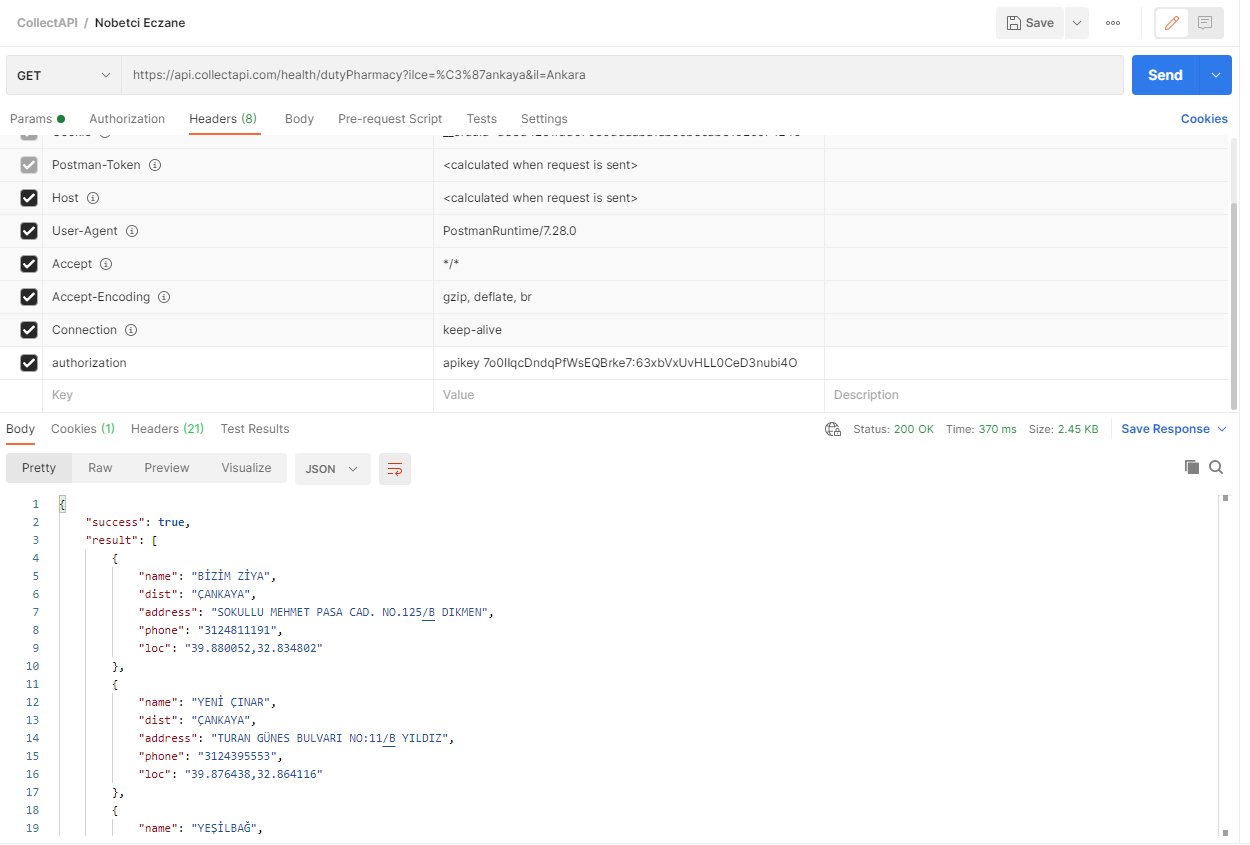 CollectAPI / Nobetci Eczane
Save
GET
https://api.collectapi.com/health/dutyPharmacy?ilce=%C3%87ankaya&il=Ankara
Send
Params Authorization Headers (8) Body Pre-request Script Tests Settings Cookies
Postman-Token <calculated when request is sent>
Host <calculated when request is sent>
User-Agent PostmanRuntime/7.28.0
Accept */*
Accept-Encoding gzip, deflate, br
Connection keep-alive
authorization apikey 7o0IIqcDndqPfWsEQBrke7:63xbVxUvHLL0CeD3nubi4O
Key Value Description
Body Cookies (1) Headers (21) Test Results Status: 200 OK Time: 370 ms Size: 2.45 KB Save Response
Pretty Raw Preview Visualize JSON
1 {
2 "success": true,
3 "result": [
4 {
5 "name": "BİZİM ZİYA",
6 "dist": "ÇANKAYA",
7 "address": "SOKULLU MEHMET PASA CAD. NO.125/B DIKMEN",
8 "phone": "3124811191",
9 "loc": "39.880052,32.834802"
10 },
11 {
12 "name": "YENİ ÇINAR",
13 "dist": "ÇANKAYA",
14 "address": "TURAN GÜNES BULVARI NO:11/B YILDIZ",
15 "phone": "3124395553",
16 "loc": "39.876438,32.864116"
17 },
18 {
19 "name": "YEŞİLBAĞ",